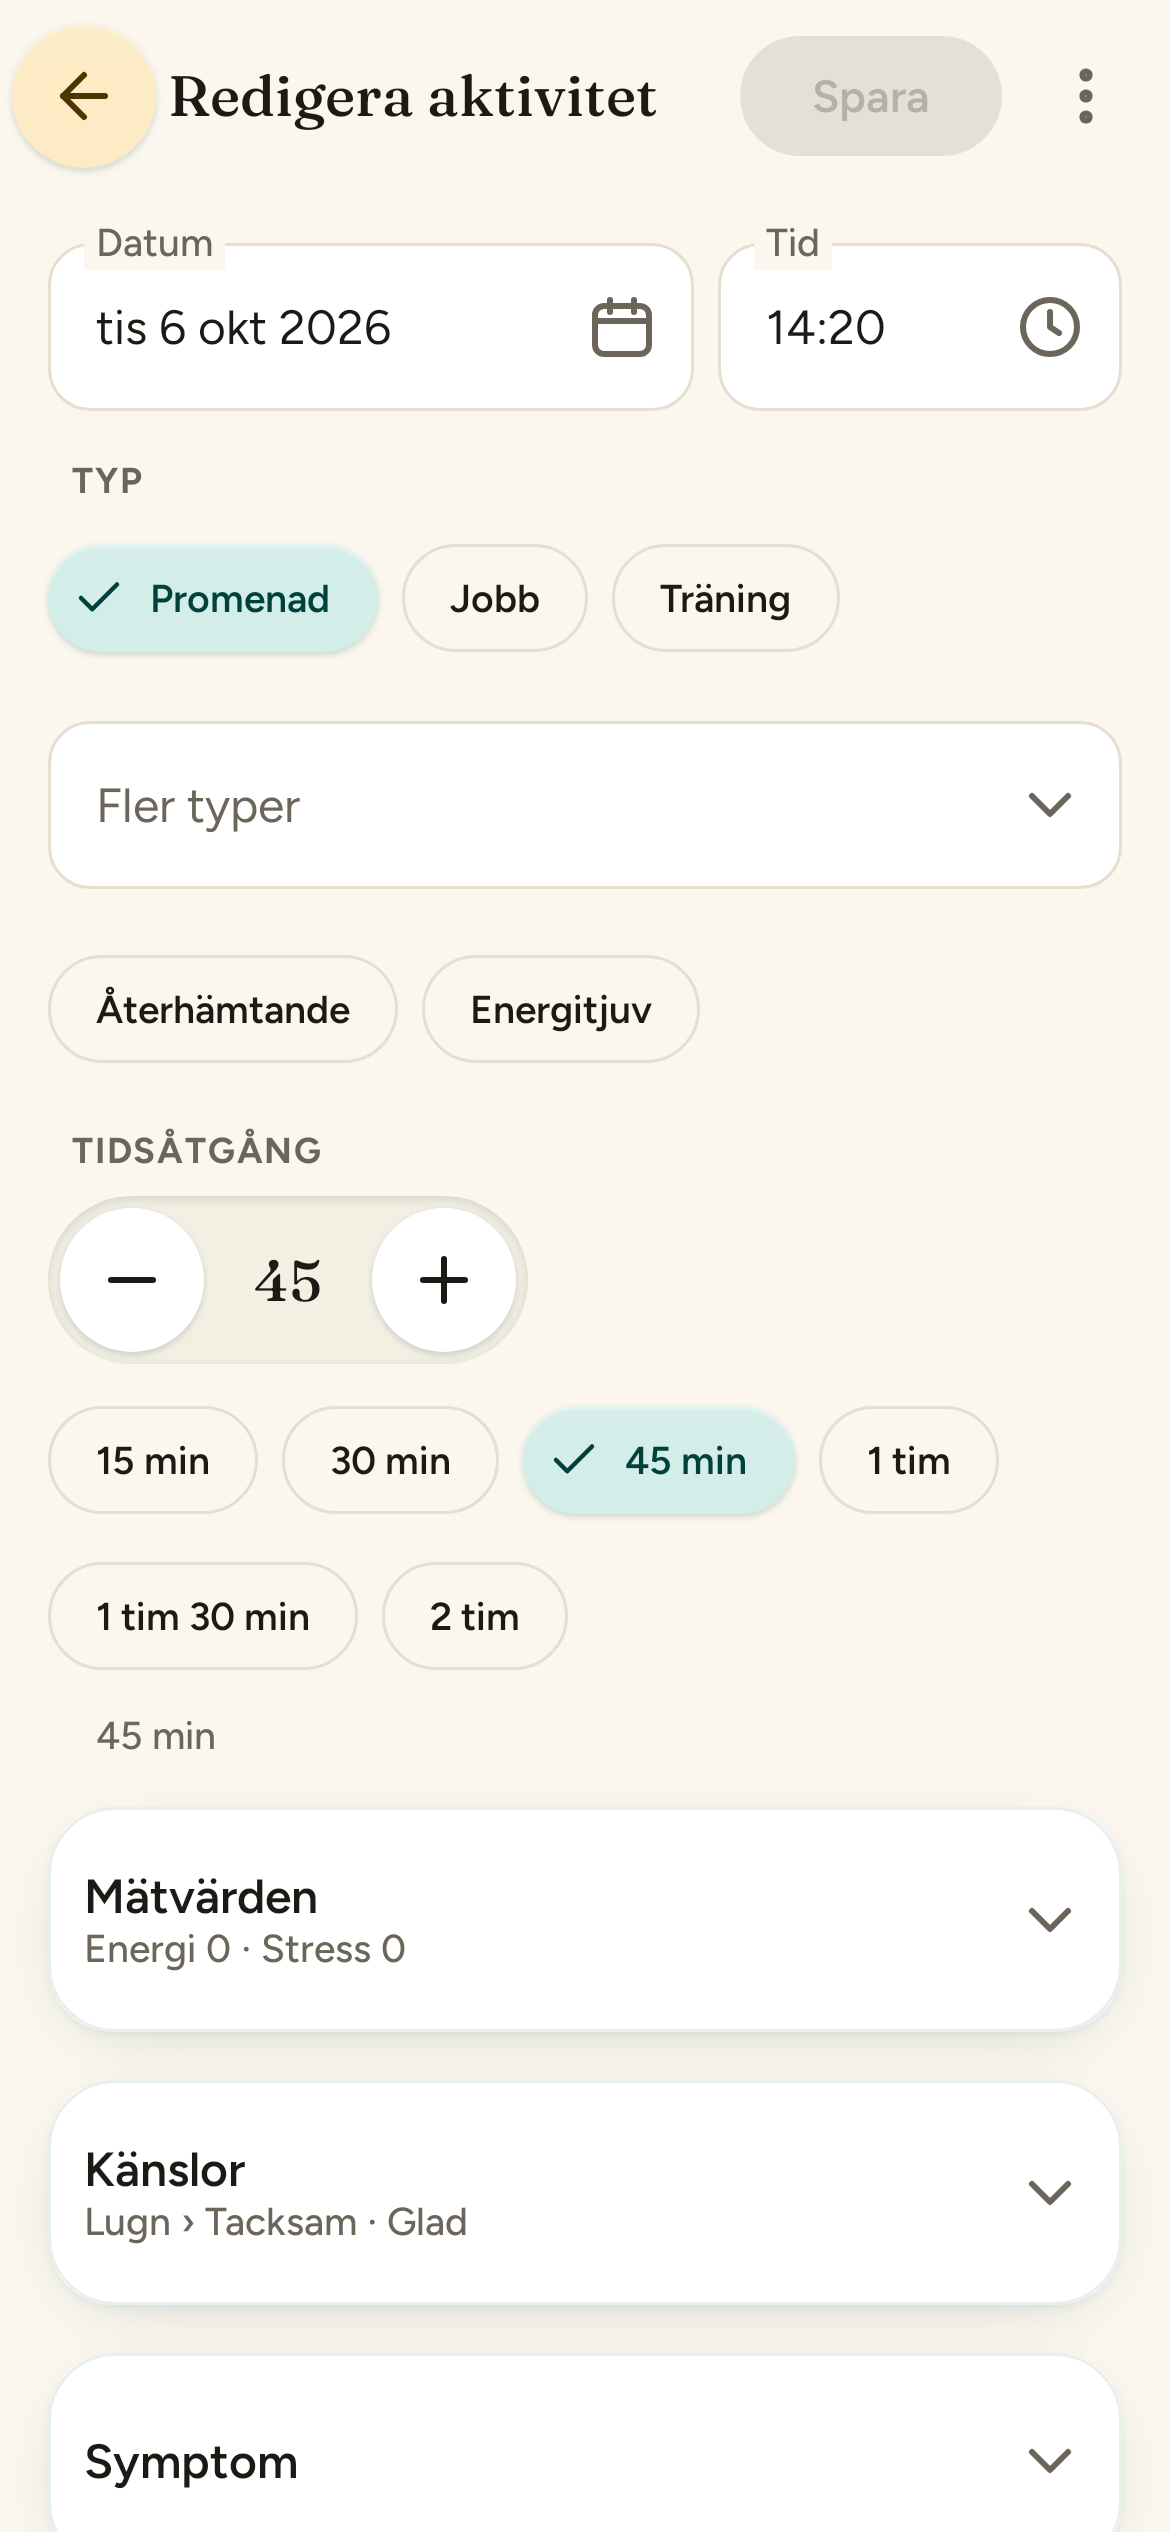 Redigera aktivitet
Spara
Datum
Tid
tis 6 okt 2026
14:20
TYP
Promenad
Jobb
Träning
Fler typer
Återhämtande
Energitjuv
TIDSÅTGÅNG
45
15 min
30 min
45 min
1 tim
1 tim 30 min
2 tim
45 min
Mätvärden
Energi 0 · Stress 0
Känslor
Lugn › Tacksam · Glad
Symptom